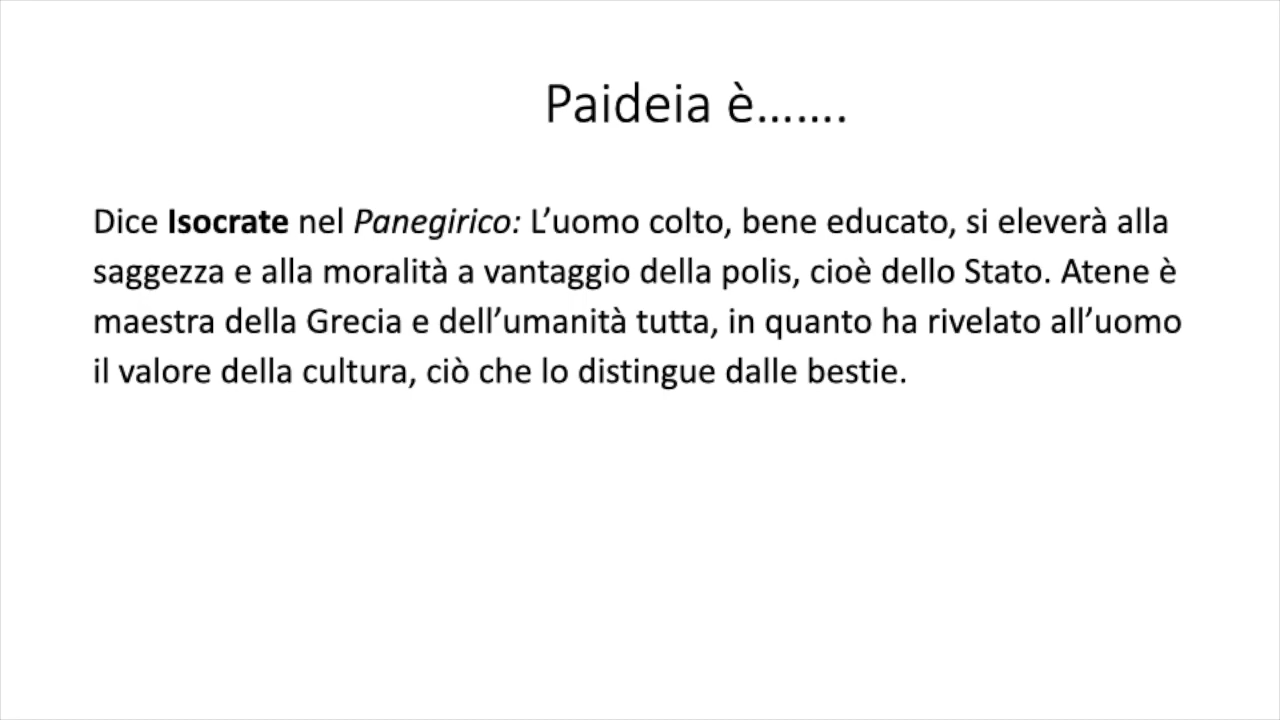 Paideia è.......
Dice Isocrate nel Panegirico: L’uomo colto, bene educato, si eleverà alla
saggezza e alla moralità a vantaggio della polis, cioè dello Stato. Atene è
maestra della Grecia e dell’umanità tutta, in quanto ha rivelato all’uomo
il valore della cultura, ciò che lo distingue dalle bestie.